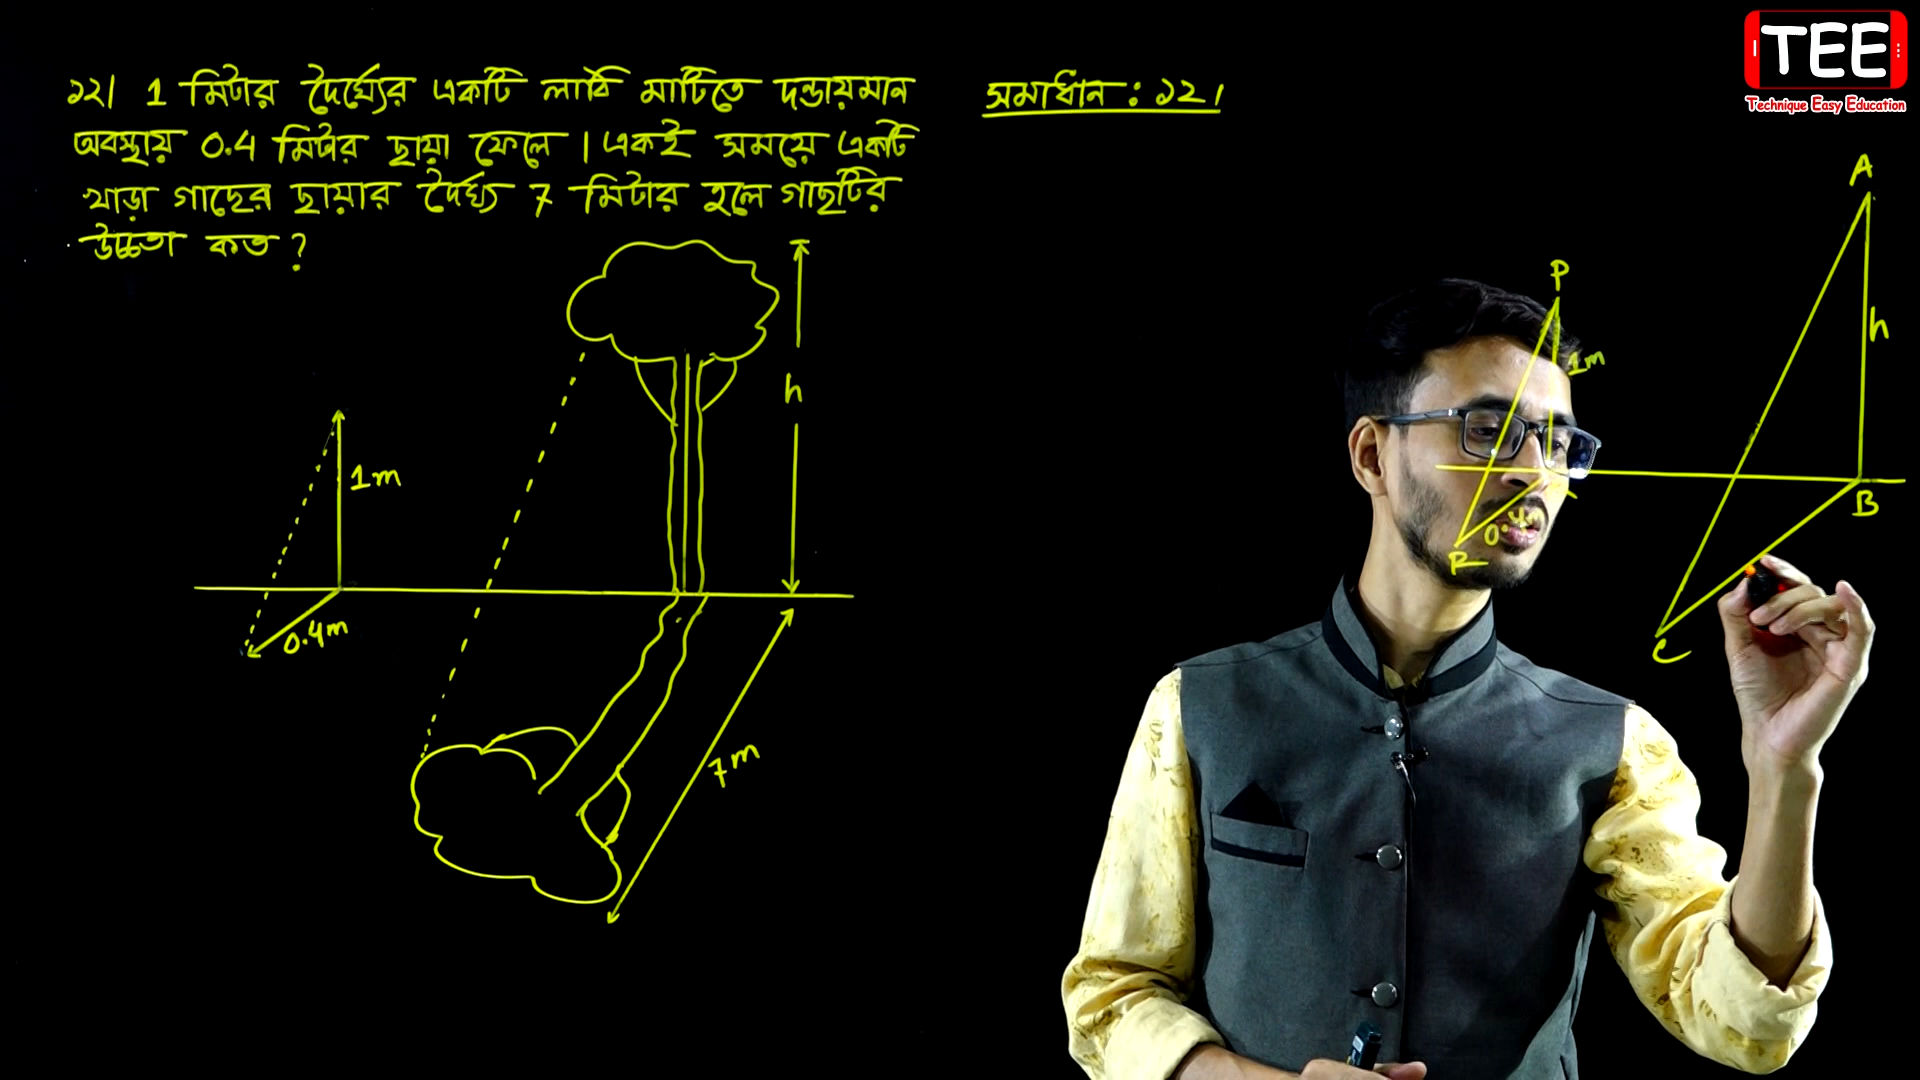 ১২। 1 মিটার দৈর্ঘ্যের একটি লাঠি মাটিতে দন্ডায়মান
অবস্থায় 0.4 মিটার ছায়া ফেলে। একই সময়ে একটি
খাড়া গাছের ছায়ার দৈর্ঘ্য 7 মিটার হলে গাছটির
উচ্চতা কত?
h
1m
0.4m
7m
সমাধান: ১২।
TEE
Technique Easy Education
A
P
h
1m
B
0.4m
R
C